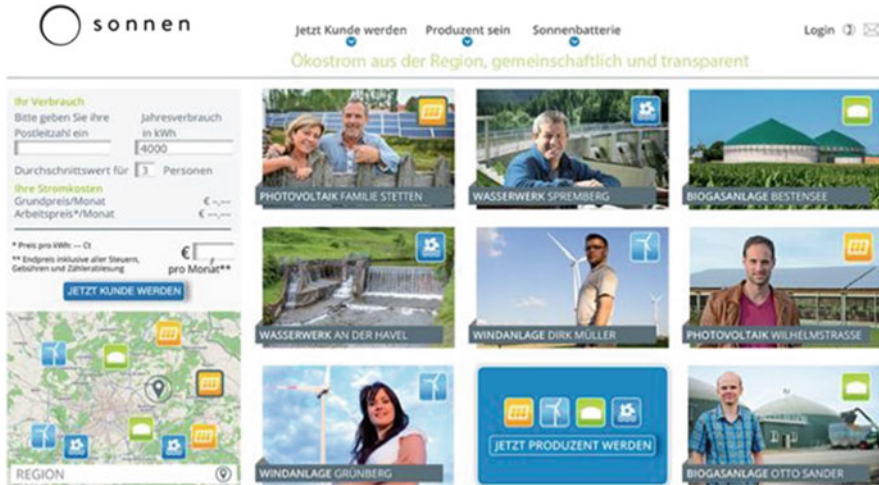 sonnen
Jetzt Kunde werden Produzent sein Sonnenbatterie Login
Ökostrom aus der Region, gemeinschaftlich und transparent
Ihr Verbrauch
Bitte geben Sie ihre Jahresverbrauch
Postleitzahl ein in kWh
4000
Durchschnittswert für 3 Personen
Ihre Stromkosten
Grundpreis/Monat € -,--
Arbeitspreis*/Monat € --,--
* Preis pro kWh: -- Ct
** Endpreis inklusive aller Steuern,
Gebühren und Zählerablesung
€ ,
pro Monat**
JETZT KUNDE WERDEN
REGION
PHOTOVOLTAIK FAMILIE STETTEN
WASSERWERK SPREMBERG
BIOGASANLAGE BESTENSEE
WASSERWERK AN DER HAVEL
WINDANLAGE DIRK MÜLLER
PHOTOVOLTAIK WILHELMSTRASSE
WINDANLAGE GRÜNBERG
JETZT PRODUZENT WERDEN
BIOGASANLAGE OTTO SANDER